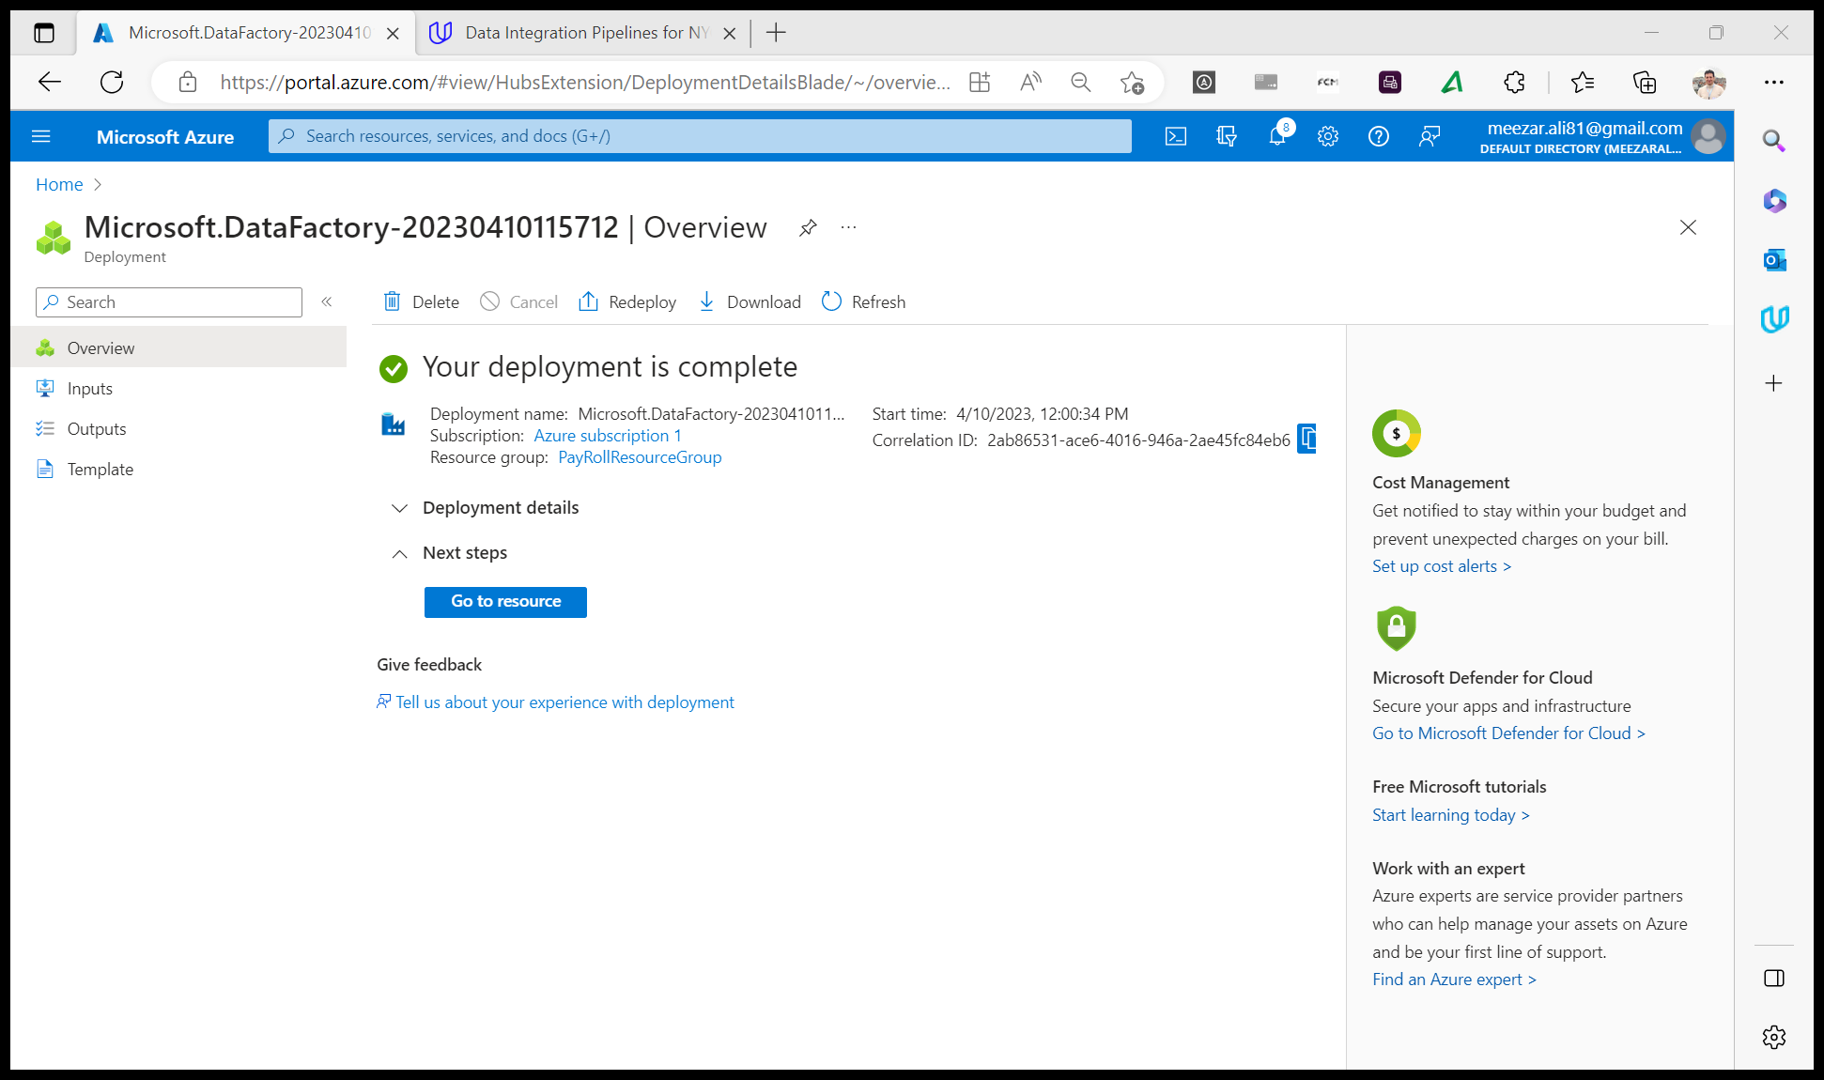 Microsoft.DataFactory-20230410
Data Integration Pipelines for NY
https://portal.azure.com/#view/HubsExtension/DeploymentDetailsBlade/~/overvie...
FCM
Microsoft Azure
Search resources, services, and docs (G+/)
8
meezar.ali81@gmail.com
DEFAULT DIRECTORY (MEEZARAL...
Home
Microsoft.DataFactory-20230410115712 | Overview
Deployment
Search
Delete
Cancel
Redeploy
Download
Refresh
Overview
Inputs
Outputs
Template
Your deployment is complete
Deployment name: Microsoft.DataFactory-2023041011...
Subscription: Azure subscription 1
Resource group: PayRollResourceGroup
Start time: 4/10/2023, 12:00:34 PM
Correlation ID: 2ab86531-ace6-4016-946a-2ae45fc84eb6
Deployment details
Next steps
Go to resource
Give feedback
Tell us about your experience with deployment
Cost Management
Get notified to stay within your budget and
prevent unexpected charges on your bill.
Set up cost alerts >
Microsoft Defender for Cloud
Secure your apps and infrastructure
Go to Microsoft Defender for Cloud >
Free Microsoft tutorials
Start learning today >
Work with an expert
Azure experts are service provider partners
who can help manage your assets on Azure
and be your first line of support.
Find an Azure expert >